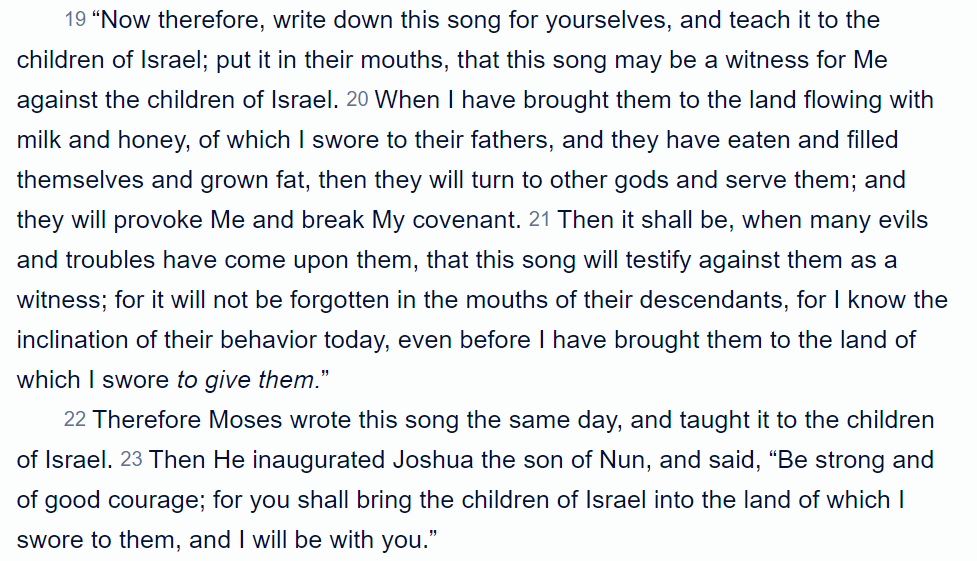 19 “Now therefore, write down this song for yourselves, and teach it to the
children of Israel; put it in their mouths, that this song may be a witness for Me
against the children of Israel. 20 When I have brought them to the land flowing with
milk and honey, of which I swore to their fathers, and they have eaten and filled
themselves and grown fat, then they will turn to other gods and serve them; and
they will provoke Me and break My covenant. 21 Then it shall be, when many evils
and troubles have come upon them, that this song will testify against them as a
witness; for it will not be forgotten in the mouths of their descendants, for I know the
inclination of their behavior today, even before I have brought them to the land of
which I swore to give them.”
22 Therefore Moses wrote this song the same day, and taught it to the children
of Israel. 23 Then He inaugurated Joshua the son of Nun, and said, “Be strong and
of good courage; for you shall bring the children of Israel into the land of which I
swore to them, and I will be with you.”